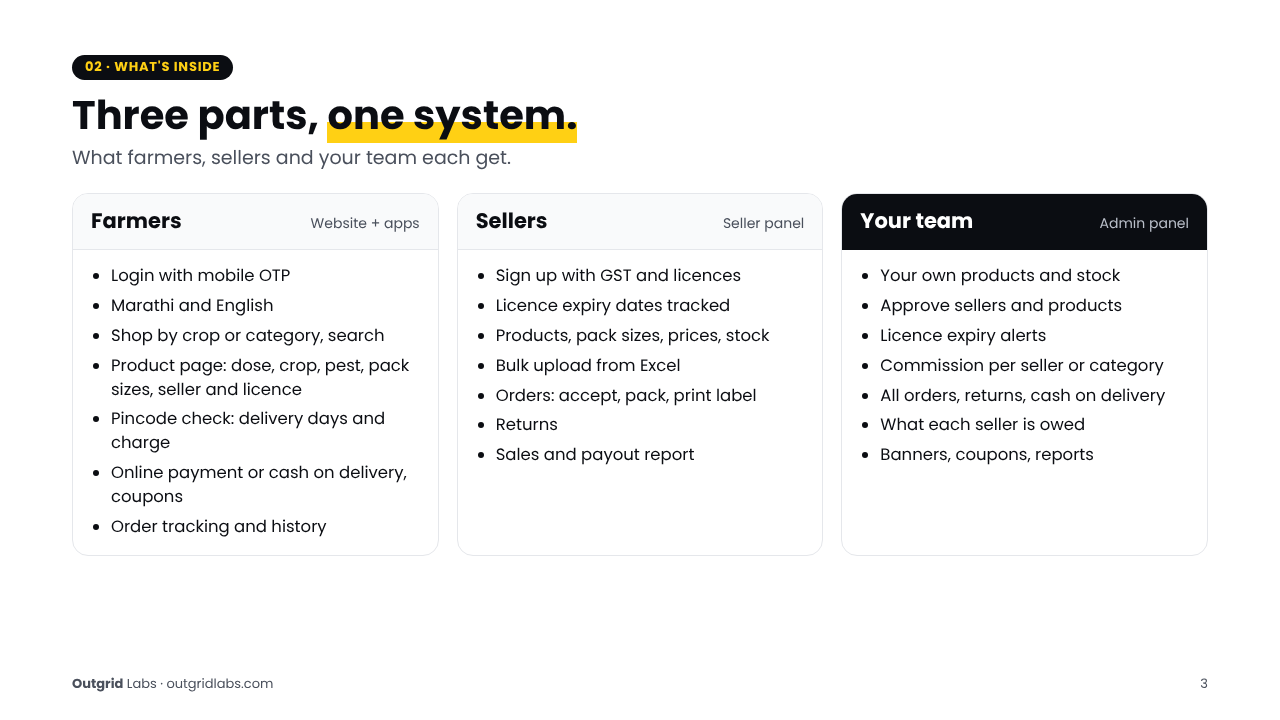 02 · WHAT'S INSIDE
Three parts, one system.
What farmers, sellers and your team each get.
Farmers
Website + apps
Login with mobile OTP
Marathi and English
Shop by crop or category, search
Product page: dose, crop, pest, pack
sizes, seller and licence
Pincode check: delivery days and
charge
Online payment or cash on delivery,
coupons
Order tracking and history
Sellers
Seller panel
Sign up with GST and licences
Licence expiry dates tracked
Products, pack sizes, prices, stock
Bulk upload from Excel
Orders: accept, pack, print label
Returns
Sales and payout report
Your team
Admin panel
Your own products and stock
Approve sellers and products
Licence expiry alerts
Commission per seller or category
All orders, returns, cash on delivery
What each seller is owed
Banners, coupons, reports
Outgrid Labs · outgridlabs.com
3